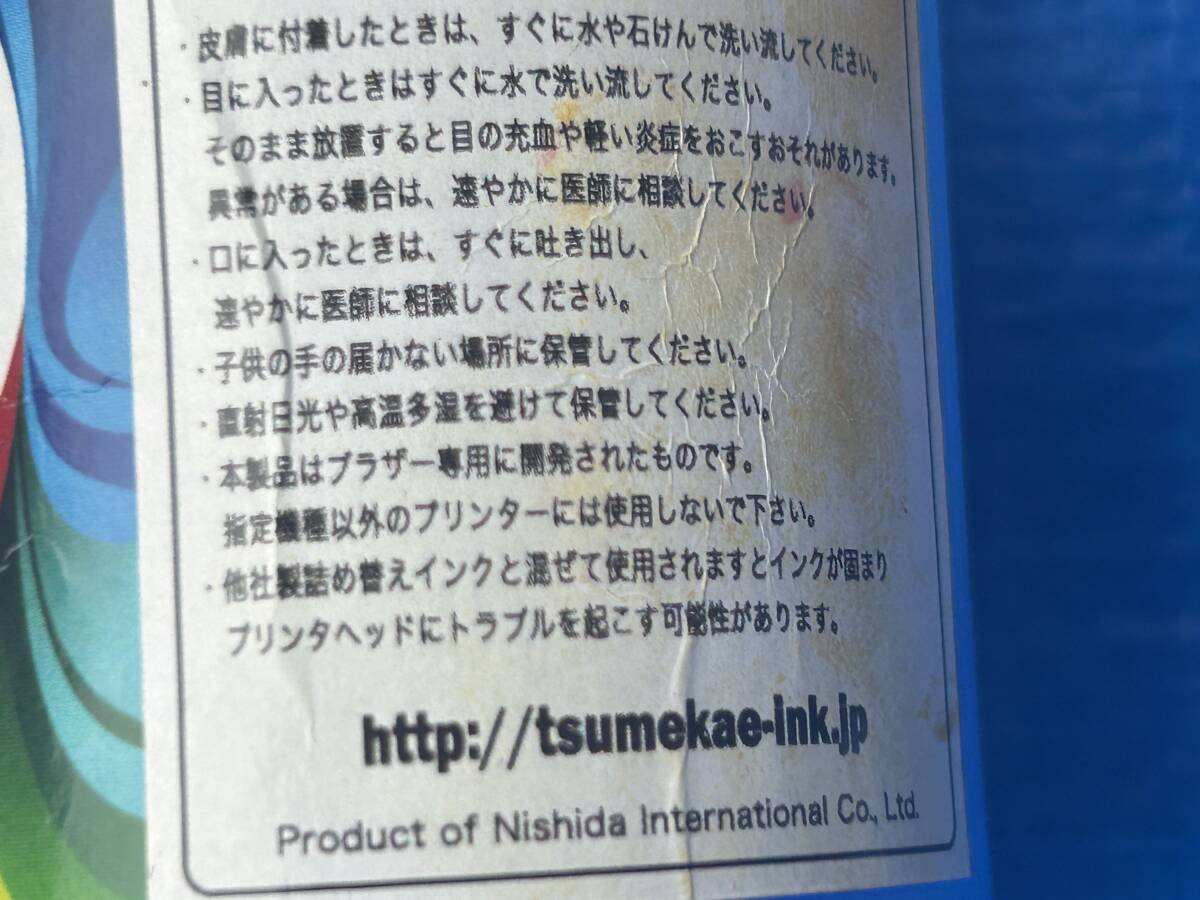 ・皮膚に付着したときは、すぐに水や石けんで洗い流してください。
・目に入ったときはすぐに水で洗い流してください。
そのまま放置すると目の充血や軽い炎症をおこすおそれがあります。
異常がある場合は、速やかに医師に相談してください。
・口に入ったときは、すぐに吐き出し、
速やかに医師に相談してください。
・子供の手の届かない場所に保管してください。
・直射日光や高温多湿を避けて保管してください。
・本製品はブラザー専用に開発されたものです。
指定機種以外のプリンターには使用しないで下さい。
・他社製詰め替えインクと混ぜて使用されますとインクが固まり
プリンタヘッドにトラブルを起こす可能性があります。
http://tsumekae-ink.jp
Product of Nishida International Co., Ltd.